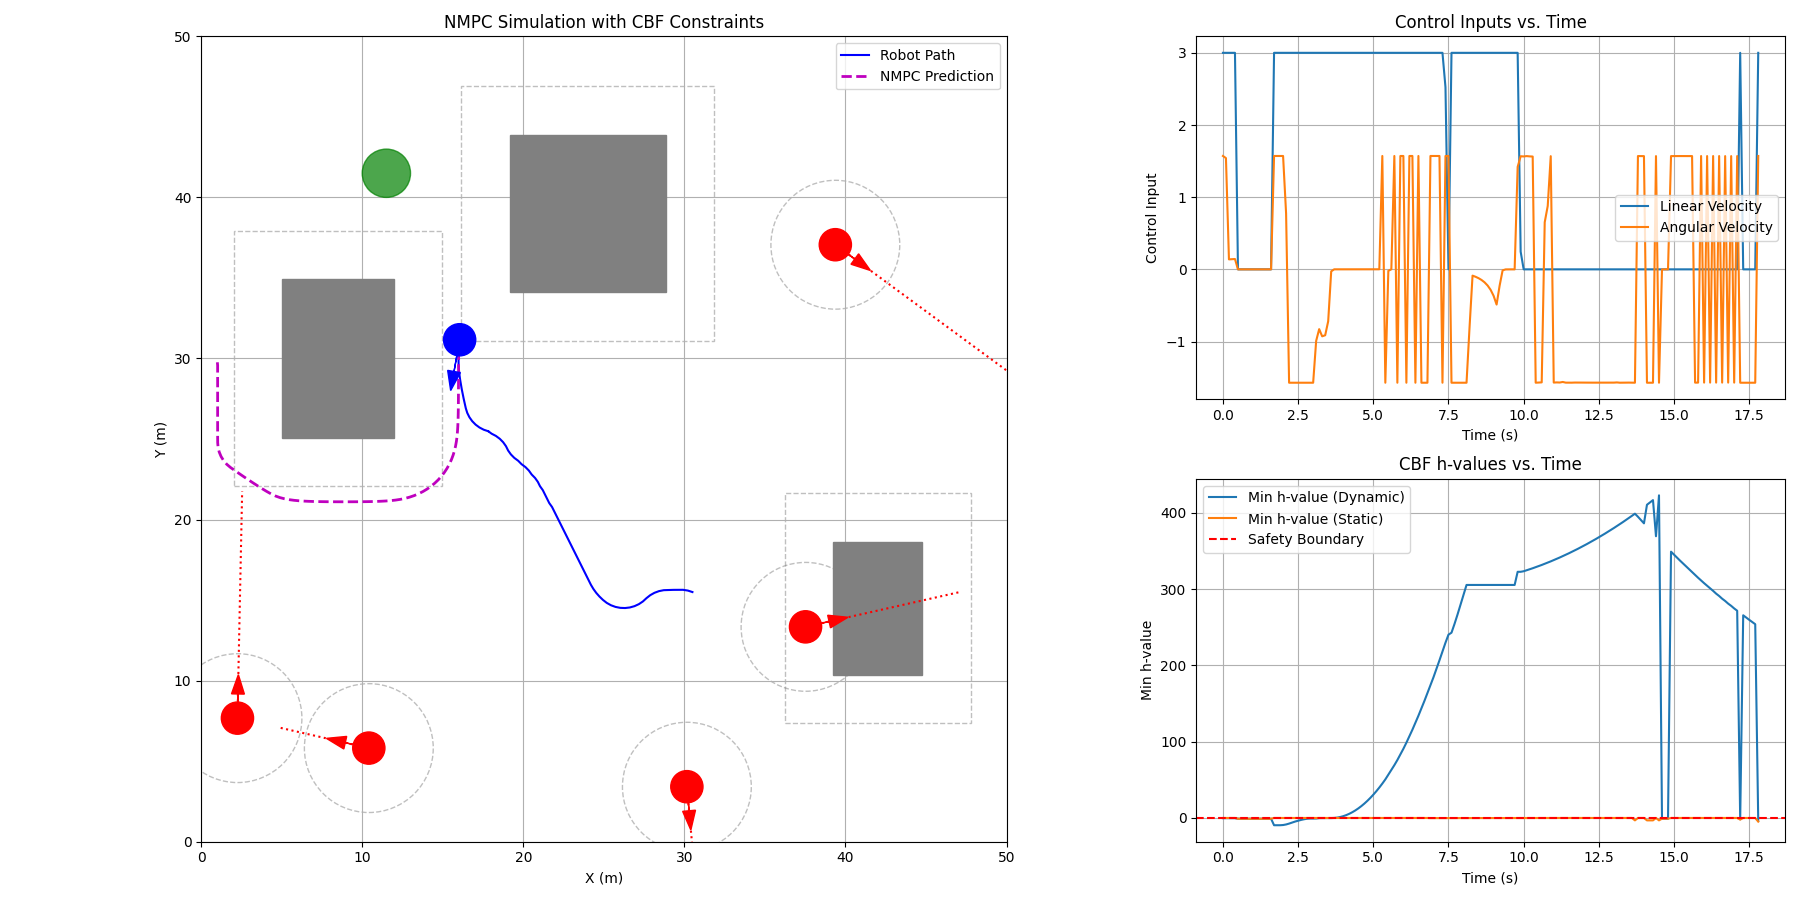 NMPC Simulation with CBF Constraints
50
40
30
20
10
0
Y (m)
Robot Path
NMPC Prediction
0 10 20 30 40 50
X (m)
Control Inputs vs. Time
3
2
1
0
−1
Control Input
Linear Velocity
Angular Velocity
0.0 2.5 5.0 7.5 10.0 12.5 15.0 17.5
Time (s)
CBF h-values vs. Time
400
300
200
100
0
Min h-value
Min h-value (Dynamic)
Min h-value (Static)
Safety Boundary
0.0 2.5 5.0 7.5 10.0 12.5 15.0 17.5
Time (s)